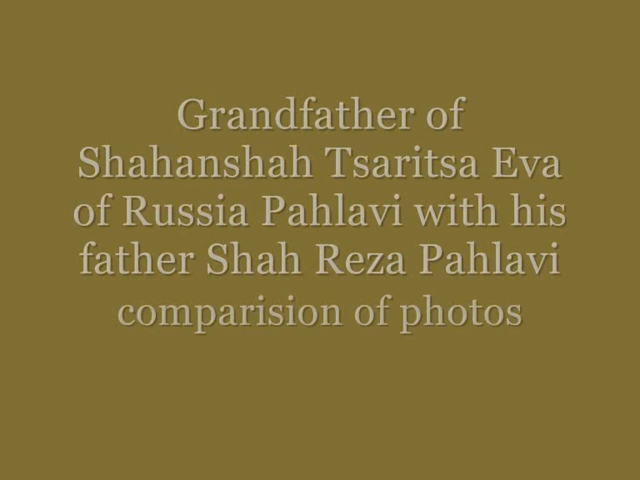 Grandfather of
Shahanshah Tsaritsa Eva
of Russia Pahlavi with his
father Shah Reza Pahlavi
comparision of photos